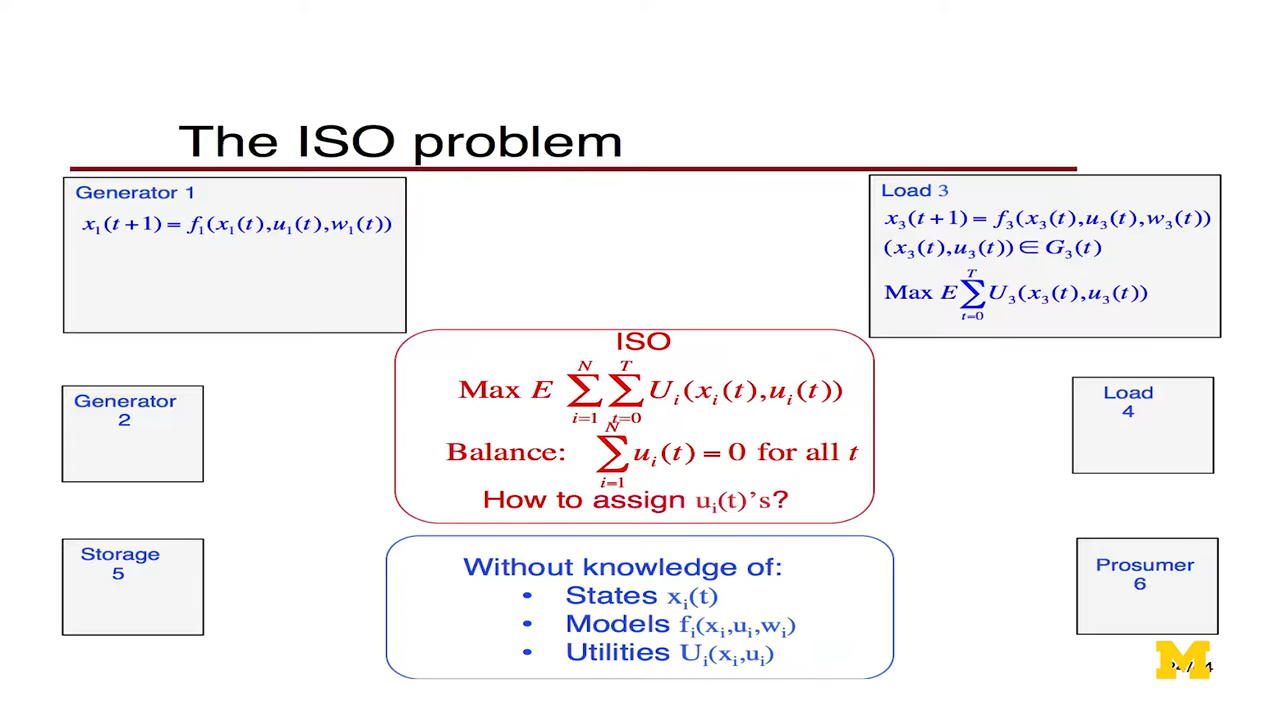 The ISO problem
Generator 1
x₁(t+1) = f₁(x₁(t),u₁(t),w₁(t))
Load 3
x₃(t+1) = f₃(x₃(t),u₃(t),w₃(t))
(x₃(t),u₃(t)) ∈ G₃(t)
Max E ∑_{t=0}^{T} U₃(x₃(t),u₃(t))
ISO
Max E ∑_{i=1}^{N} ∑_{t=0}^{T} Uᵢ(xᵢ(t),uᵢ(t))
Balance: ∑_{i=1}^{N} uᵢ(t) = 0 for all t
How to assign uᵢ(t)'s?
Generator
2
Load
4
Storage
5
Prosumer
6
Without knowledge of:
• States xᵢ(t)
• Models fᵢ(xᵢ,uᵢ,wᵢ)
• Utilities Uᵢ(xᵢ,uᵢ)
M